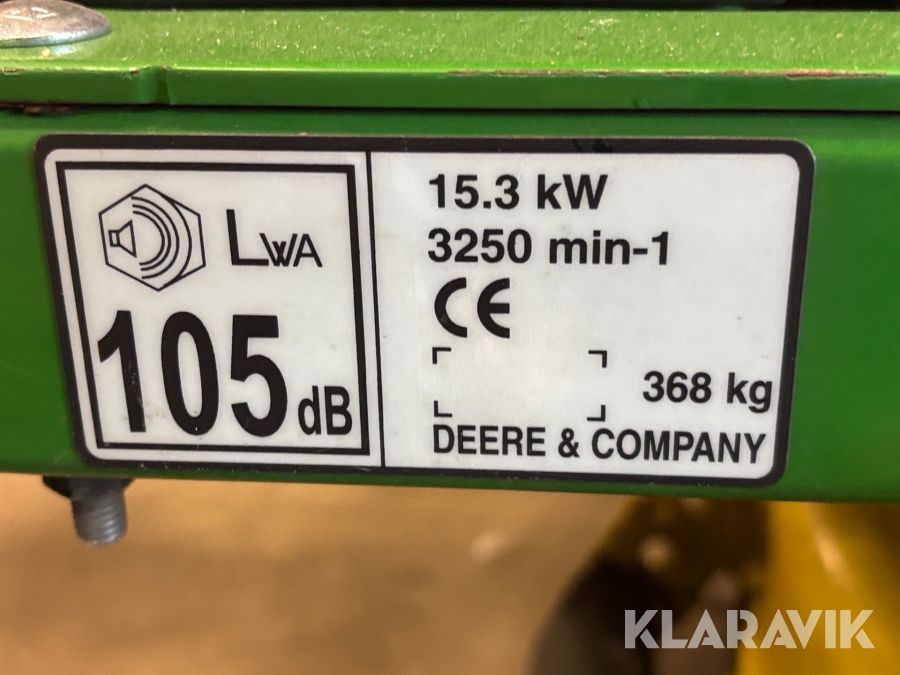 LWA
105 dB
15.3 kW
3250 min-1
CE
368 kg
DEERE & COMPANY
KLARAVIK